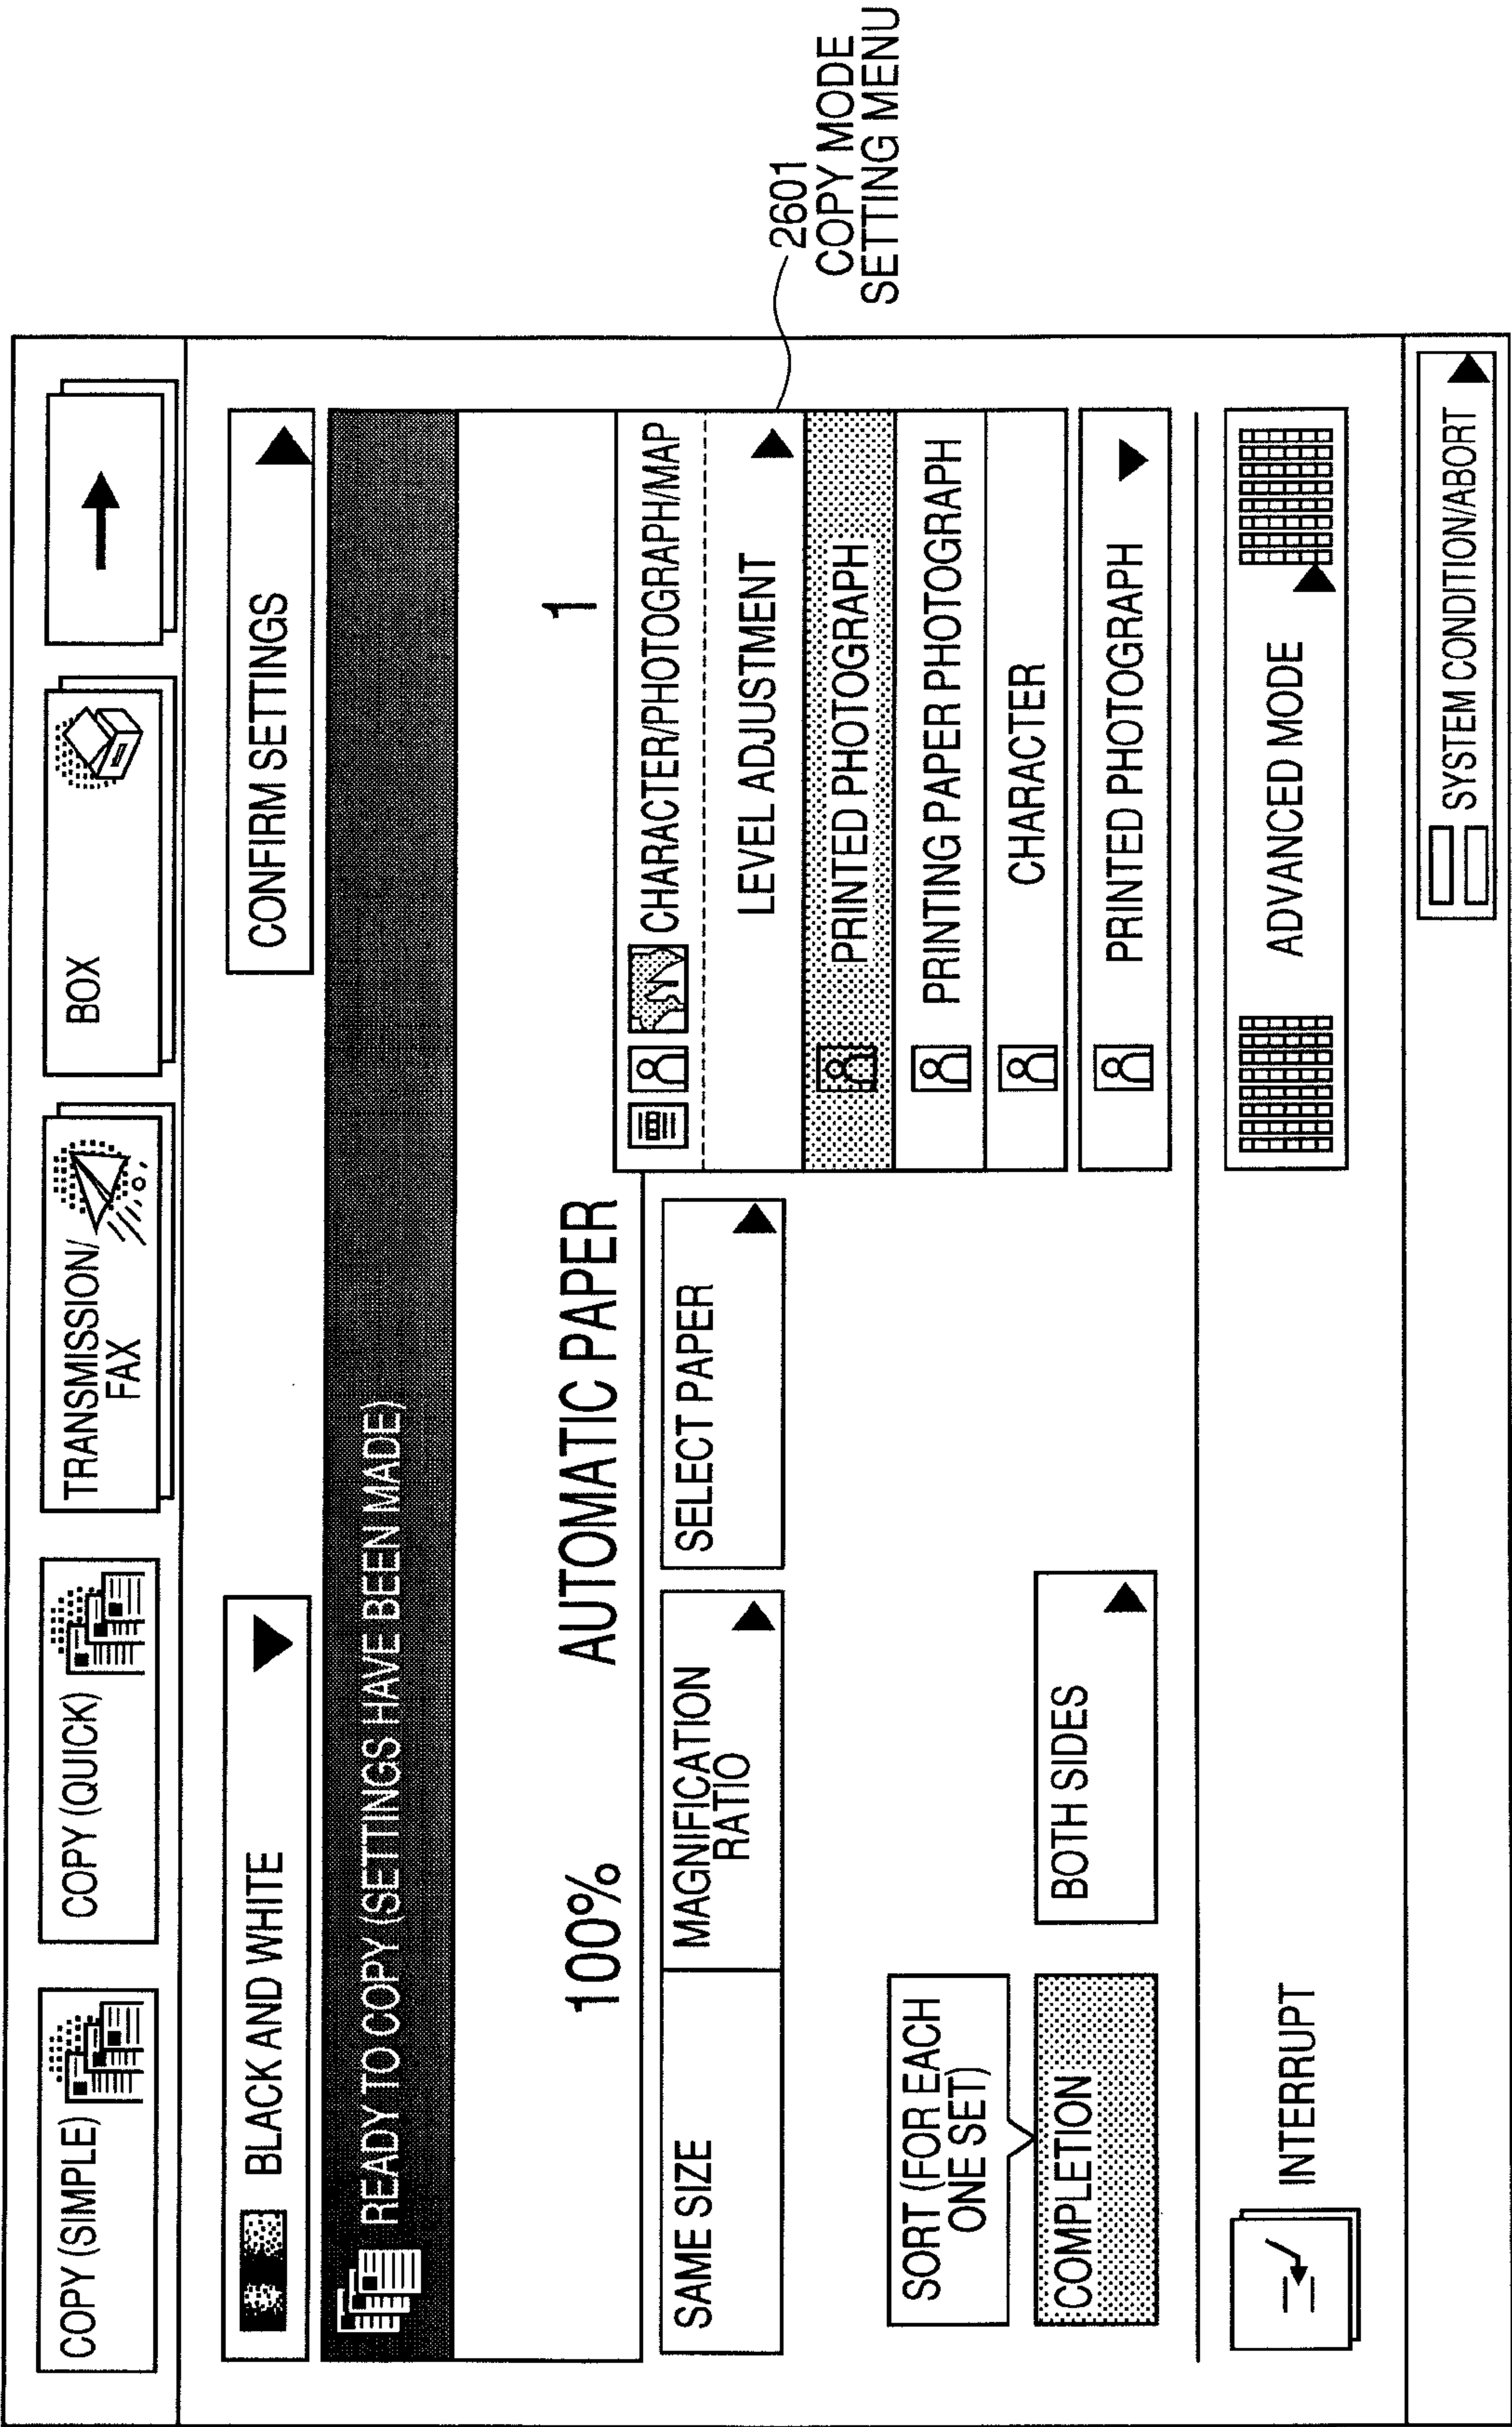 COPY (SIMPLE)
COPY (QUICK)
TRANSMISSION/
FAX
BOX
BLACK AND WHITE
CONFIRM SETTINGS
READY TO COPY (SETTINGS HAVE BEEN MADE)
100%
AUTOMATIC PAPER
1
SAME SIZE
MAGNIFICATION
RATIO
SELECT PAPER
CHARACTER/PHOTOGRAPH/MAP
LEVEL ADJUSTMENT
2601
COPY MODE
SETTING MENU
PRINTED PHOTOGRAPH
PRINTING PAPER PHOTOGRAPH
CHARACTER
SORT (FOR EACH
ONE SET)
COMPLETION
BOTH SIDES
PRINTED PHOTOGRAPH
INTERRUPT
ADVANCED MODE
SYSTEM CONDITION/ABORT